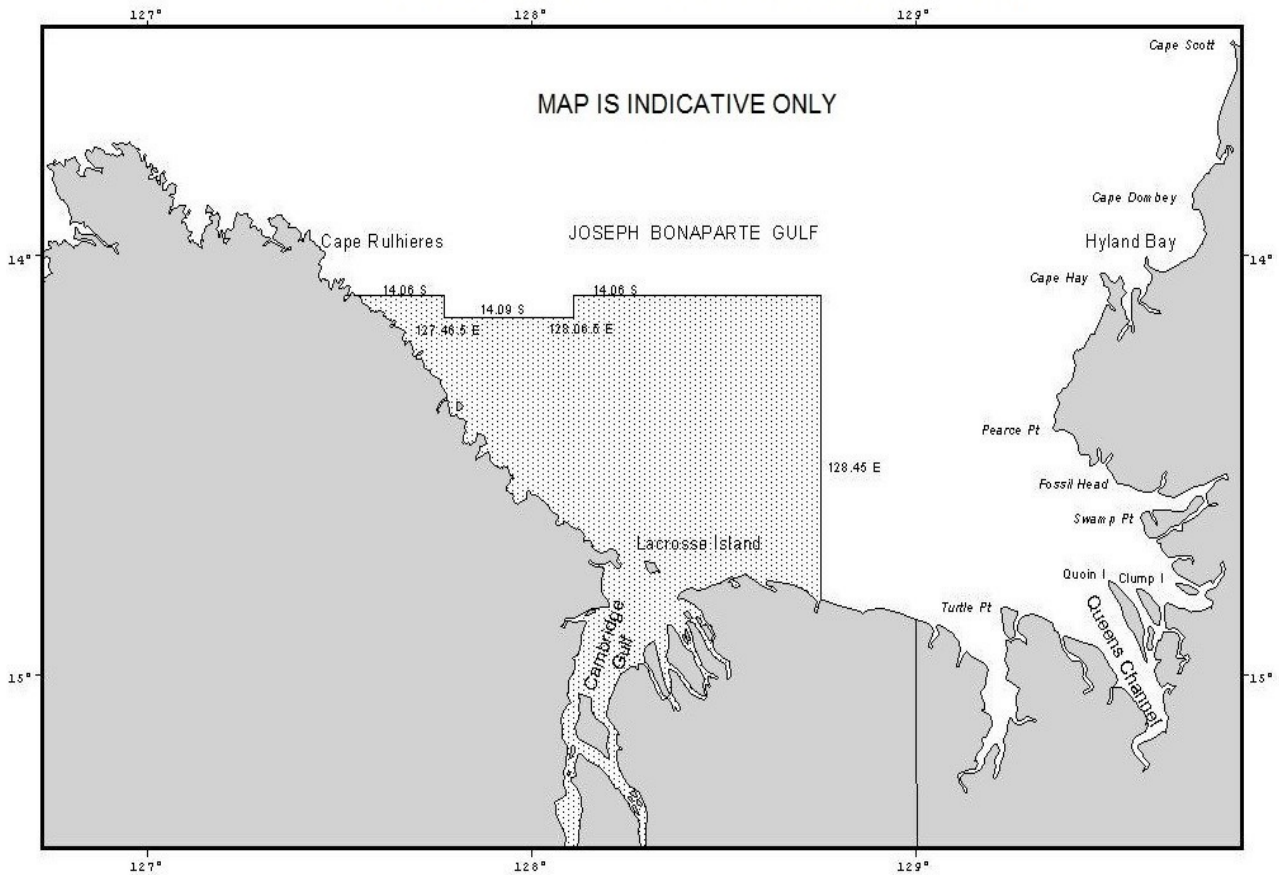 127°
128°
129°
Cape Scott
MAP IS INDICATIVE ONLY
Cape Dombey
Cape Rulhieres
JOSEPH BONAPARTE GULF
Hyland Bay
14°
14°
Cape Hay
14.06 S
14.06 S
14.09 S
127.46.5 E
128.06.5 E
Pearce Pt
128.45 E
Fossil Head
Swamp Pt
Lacrosse Island
Quoin I
Clump I
Turtle Pt
Cambridge
Gulf
Queens Channel
15°
15°
127°
128°
129°